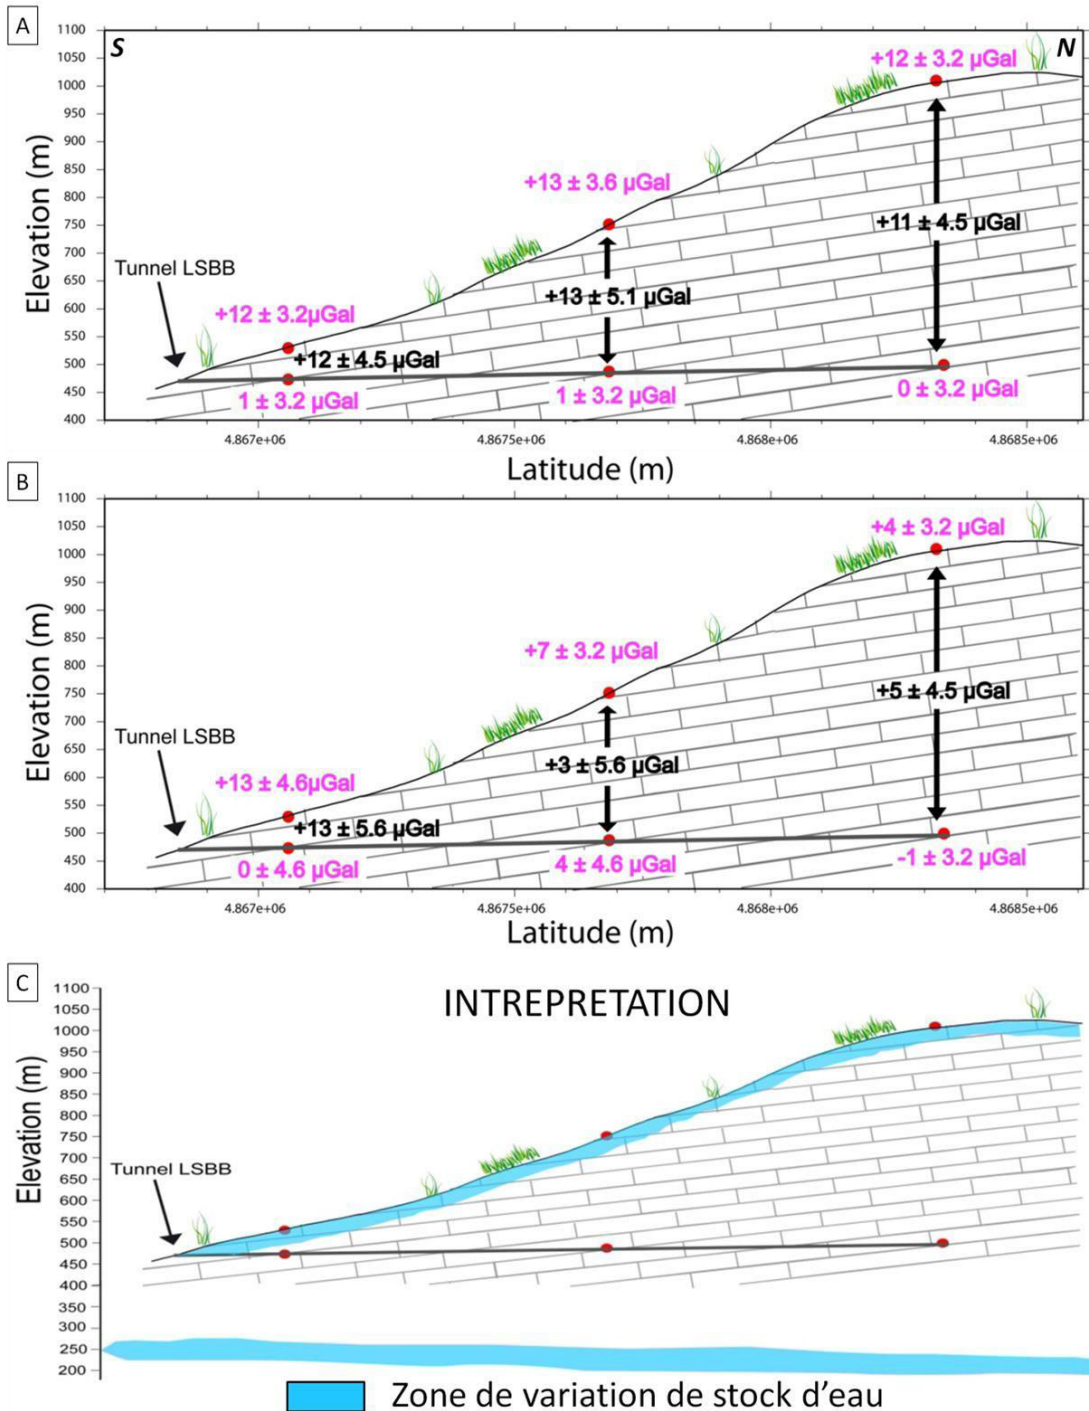 A
S
N
1100
1050
1000
950
900
850
800
750
700
650
600
550
500
450
400
Elevation (m)
+12 ± 3.2 µGal
+13 ± 3.6 µGal
+11 ± 4.5 µGal
Tunnel LSBB
+13 ± 5.1 µGal
+12 ± 3.2µGal
+12 ± 4.5 µGal
1 ± 3.2 µGal
1 ± 3.2 µGal
0 ± 3.2 µGal
4.867e+06
4.8675e+06
4.868e+06
4.8685e+06
Latitude (m)
B
1100
1050
1000
950
900
850
800
750
700
650
600
550
500
450
400
Elevation (m)
+4 ± 3.2 µGal
+7 ± 3.2 µGal
+5 ± 4.5 µGal
Tunnel LSBB
+3 ± 5.6 µGal
+13 ± 4.6µGal
+13 ± 5.6 µGal
0 ± 4.6 µGal
4 ± 4.6 µGal
-1 ± 3.2 µGal
4.867e+06
4.8675e+06
4.868e+06
4.8685e+06
Latitude (m)
C
INTREPRETATION
1100
1050
1000
950
900
850
800
750
700
650
600
550
500
450
400
350
300
250
200
Elevation (m)
Tunnel LSBB
Zone de variation de stock d'eau